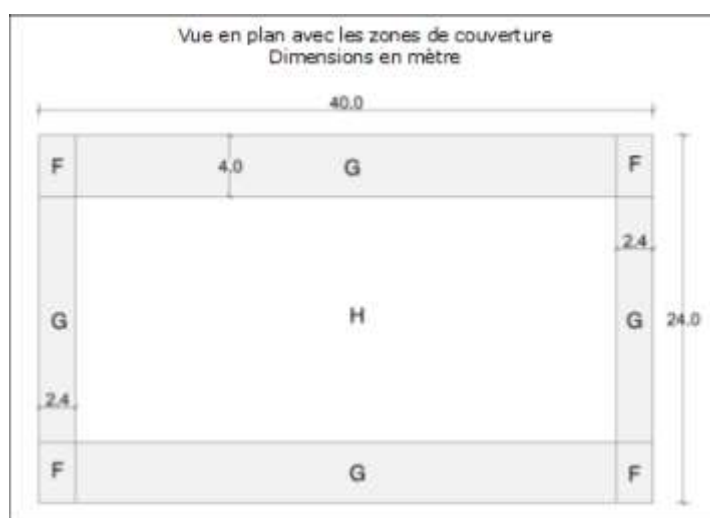 Vue en plan avec les zones de couverture
Dimensions en mètre
40.0
F
4.0
G
F
2.4
G
H
G
24.0
2.4
F
G
F